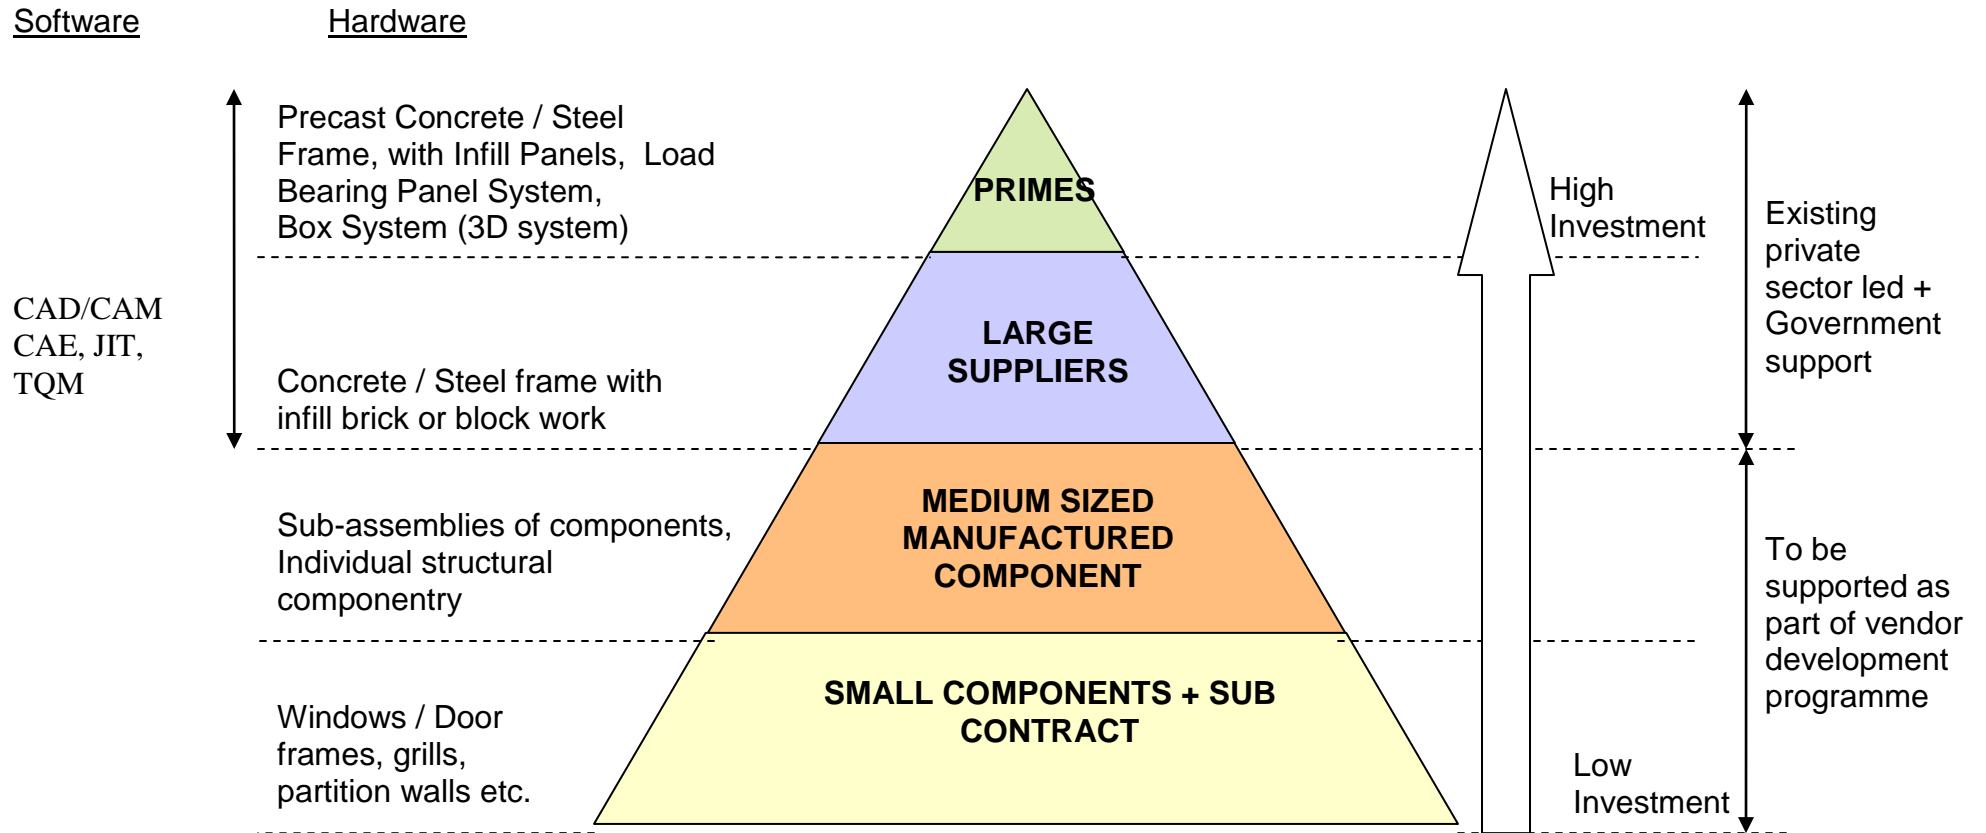 Software
Hardware
Precast Concrete / Steel
Frame, with Infill Panels,  Load
Bearing Panel System,
Box System (3D system)
PRIMES
High
Investment
Existing
private
sector led +
Government
support
CAD/CAM
CAE, JIT,
TQM
LARGE
SUPPLIERS
Concrete / Steel frame with
infill brick or block work
MEDIUM SIZED
MANUFACTURED
COMPONENT
Sub-assemblies of components,
Individual structural
componentry
To be
supported as
part of vendor
development
programme
SMALL COMPONENTS + SUB
CONTRACT
Windows / Door
frames, grills,
partition walls etc.
Low
Investment